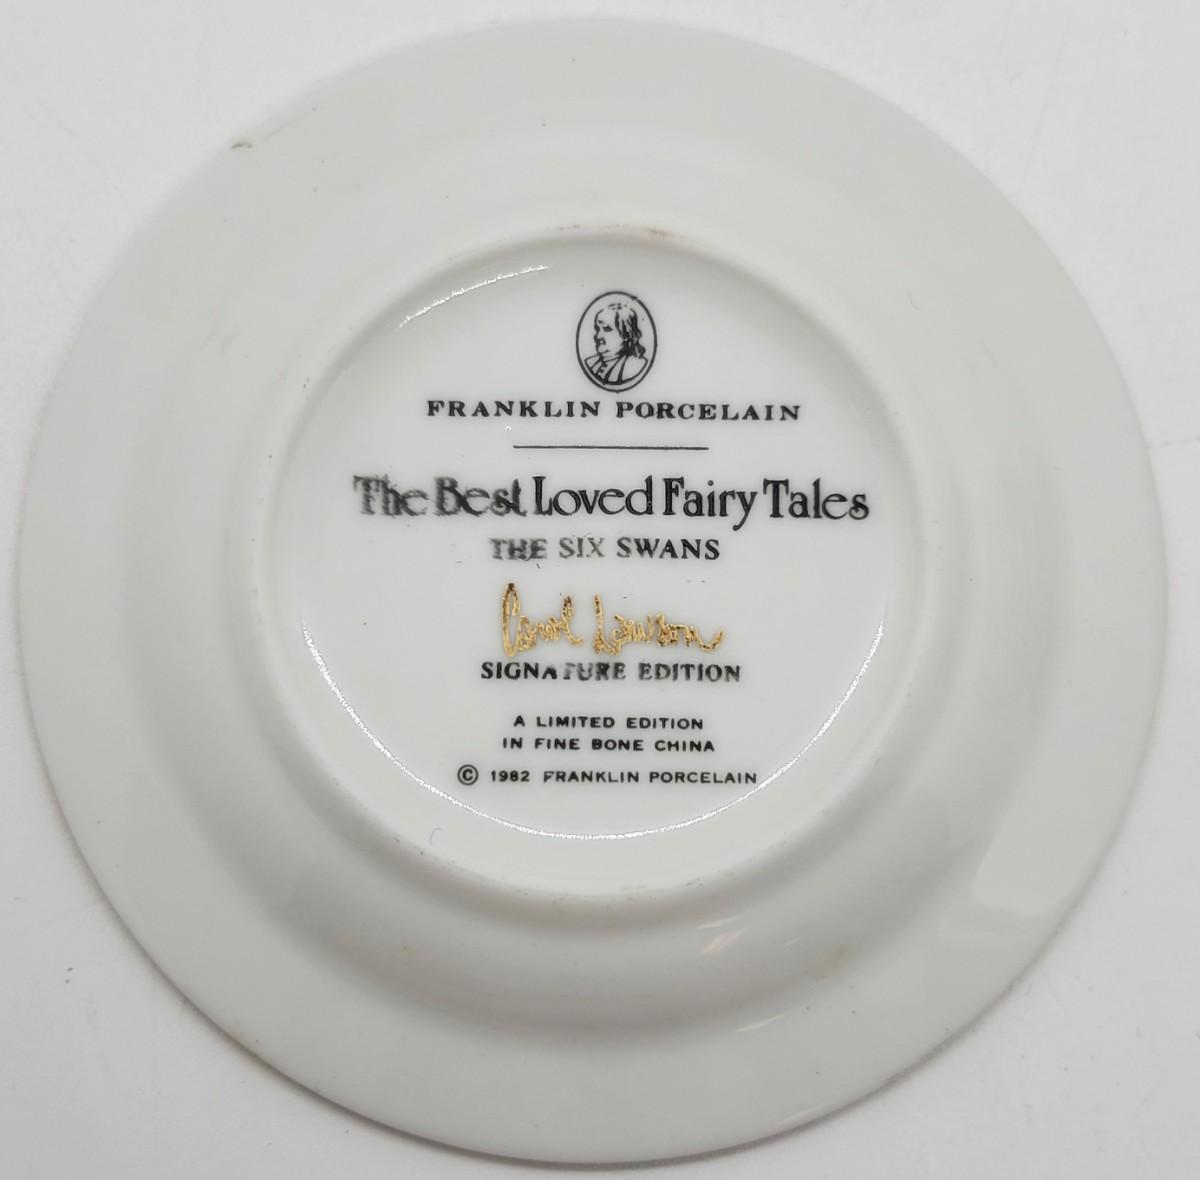 FRANKLIN PORCELAIN
The Best Loved Fairy Tales
THE SIX SWANS
Carol Lawson
SIGNATURE EDITION
A LIMITED EDITION
IN FINE BONE CHINA
© 1982 FRANKLIN PORCELAIN